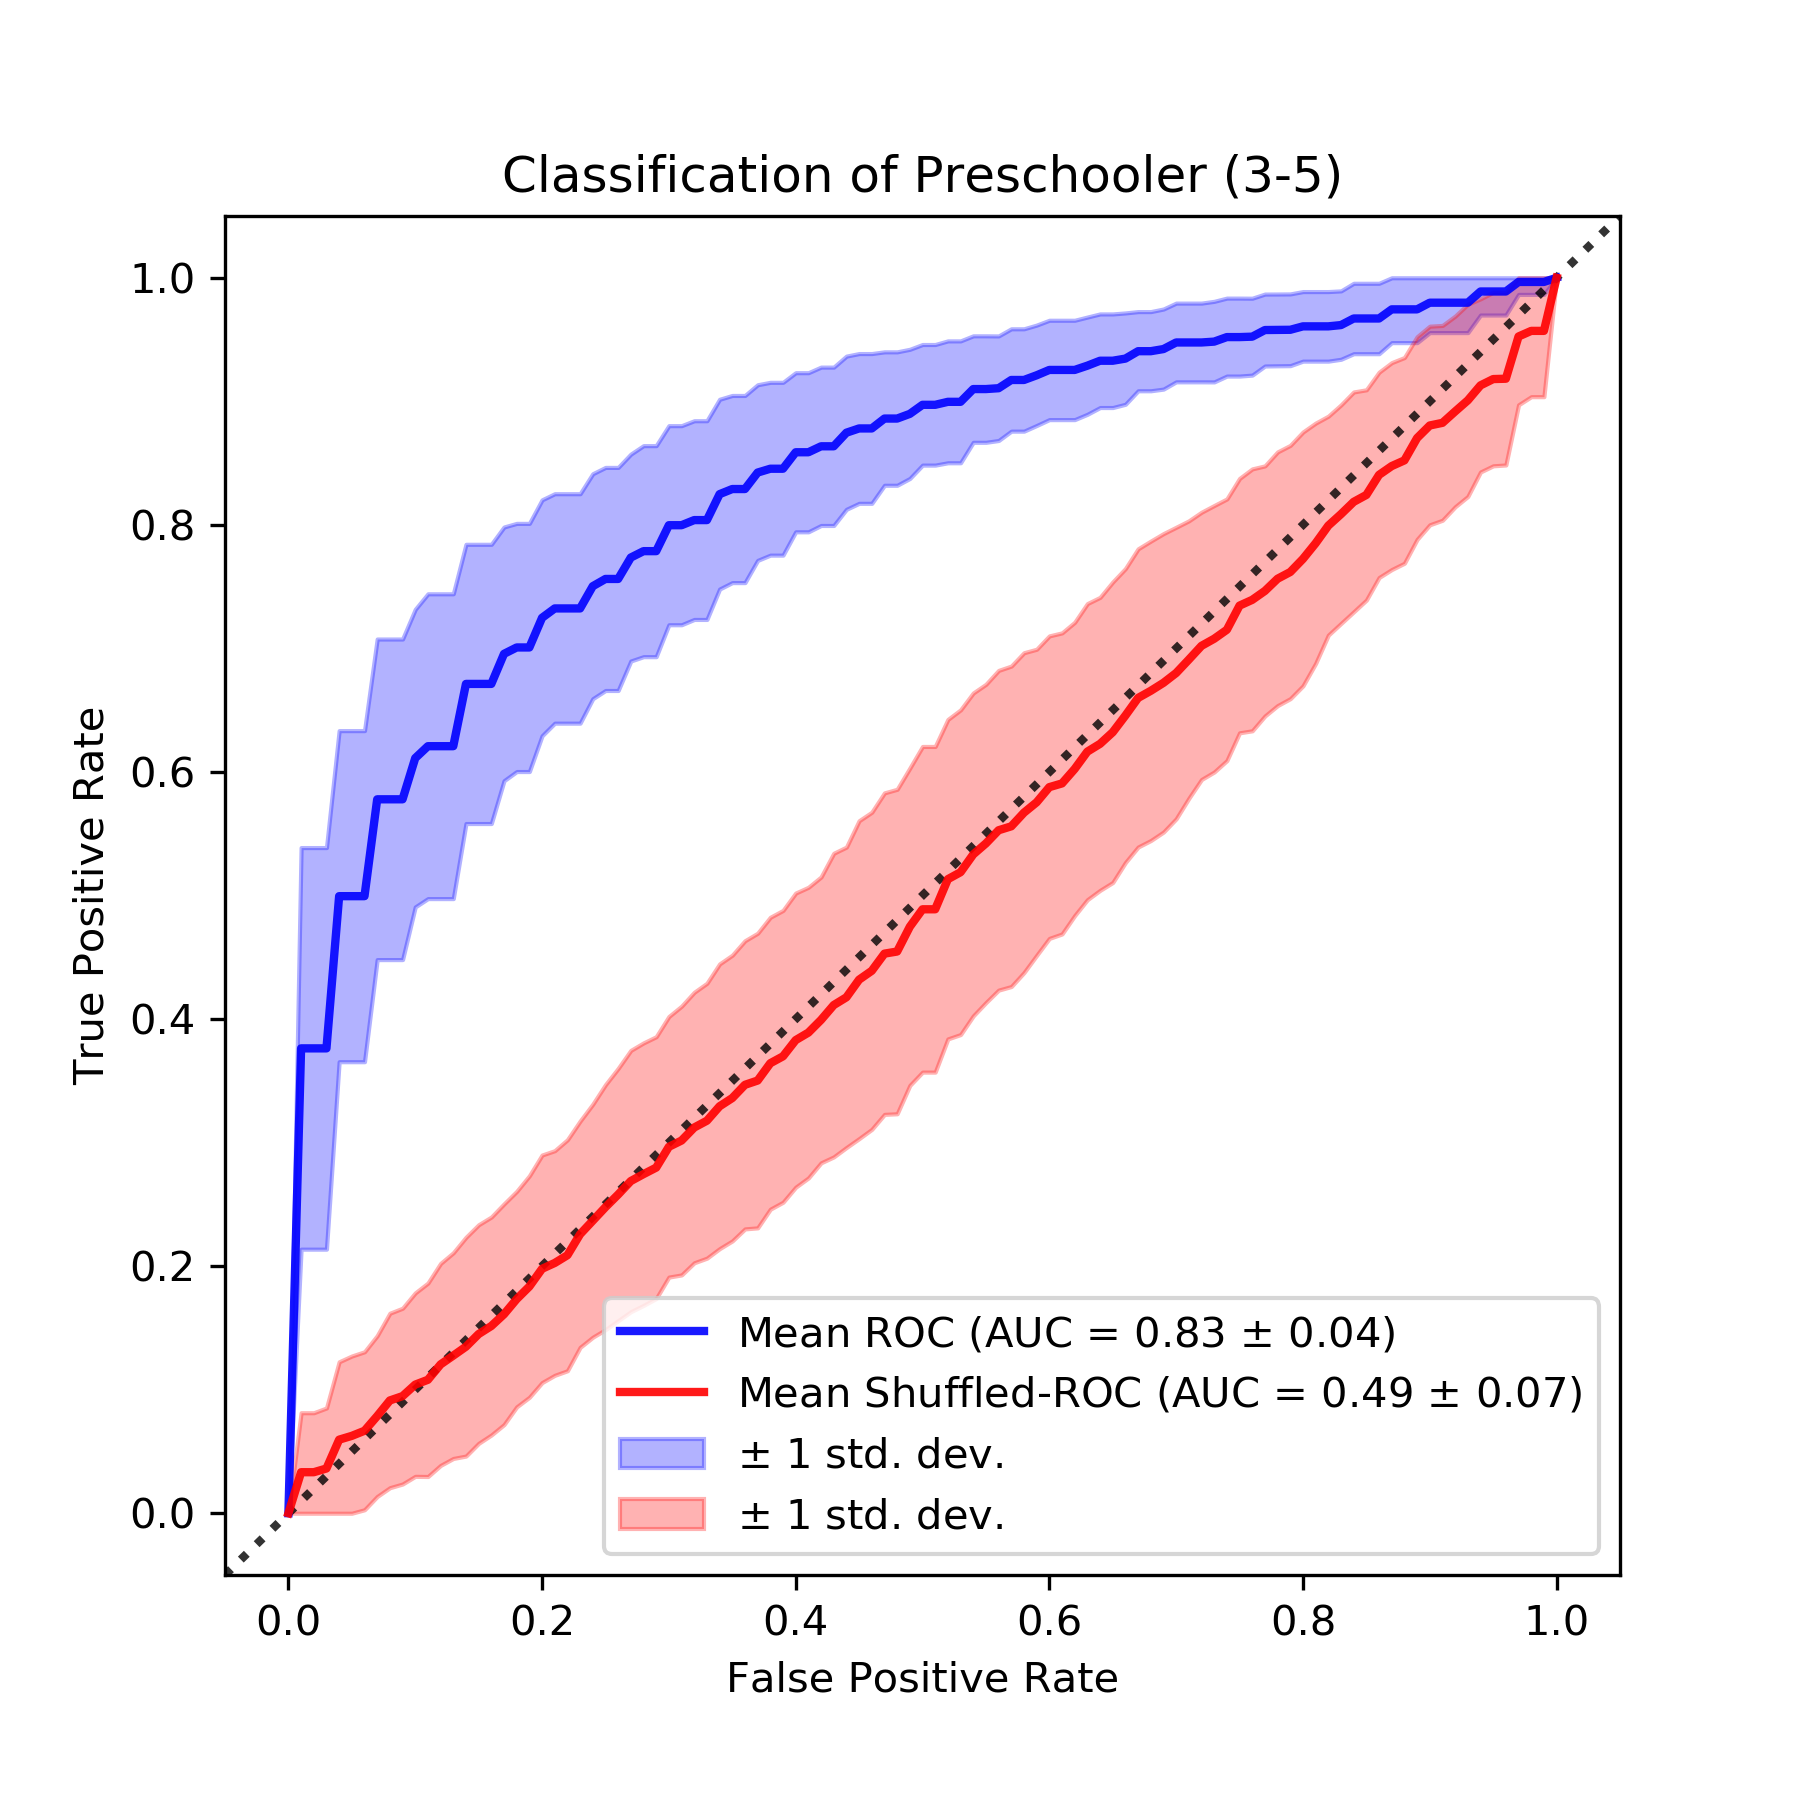 Classification of Preschooler (3-5)
True Positive Rate
1.0
0.8
0.6
0.4
0.2
0.0
Mean ROC (AUC = 0.83 ± 0.04)
Mean Shuffled-ROC (AUC = 0.49 ± 0.07)
± 1 std. dev.
± 1 std. dev.
0.0 0.2 0.4 0.6 0.8 1.0
False Positive Rate